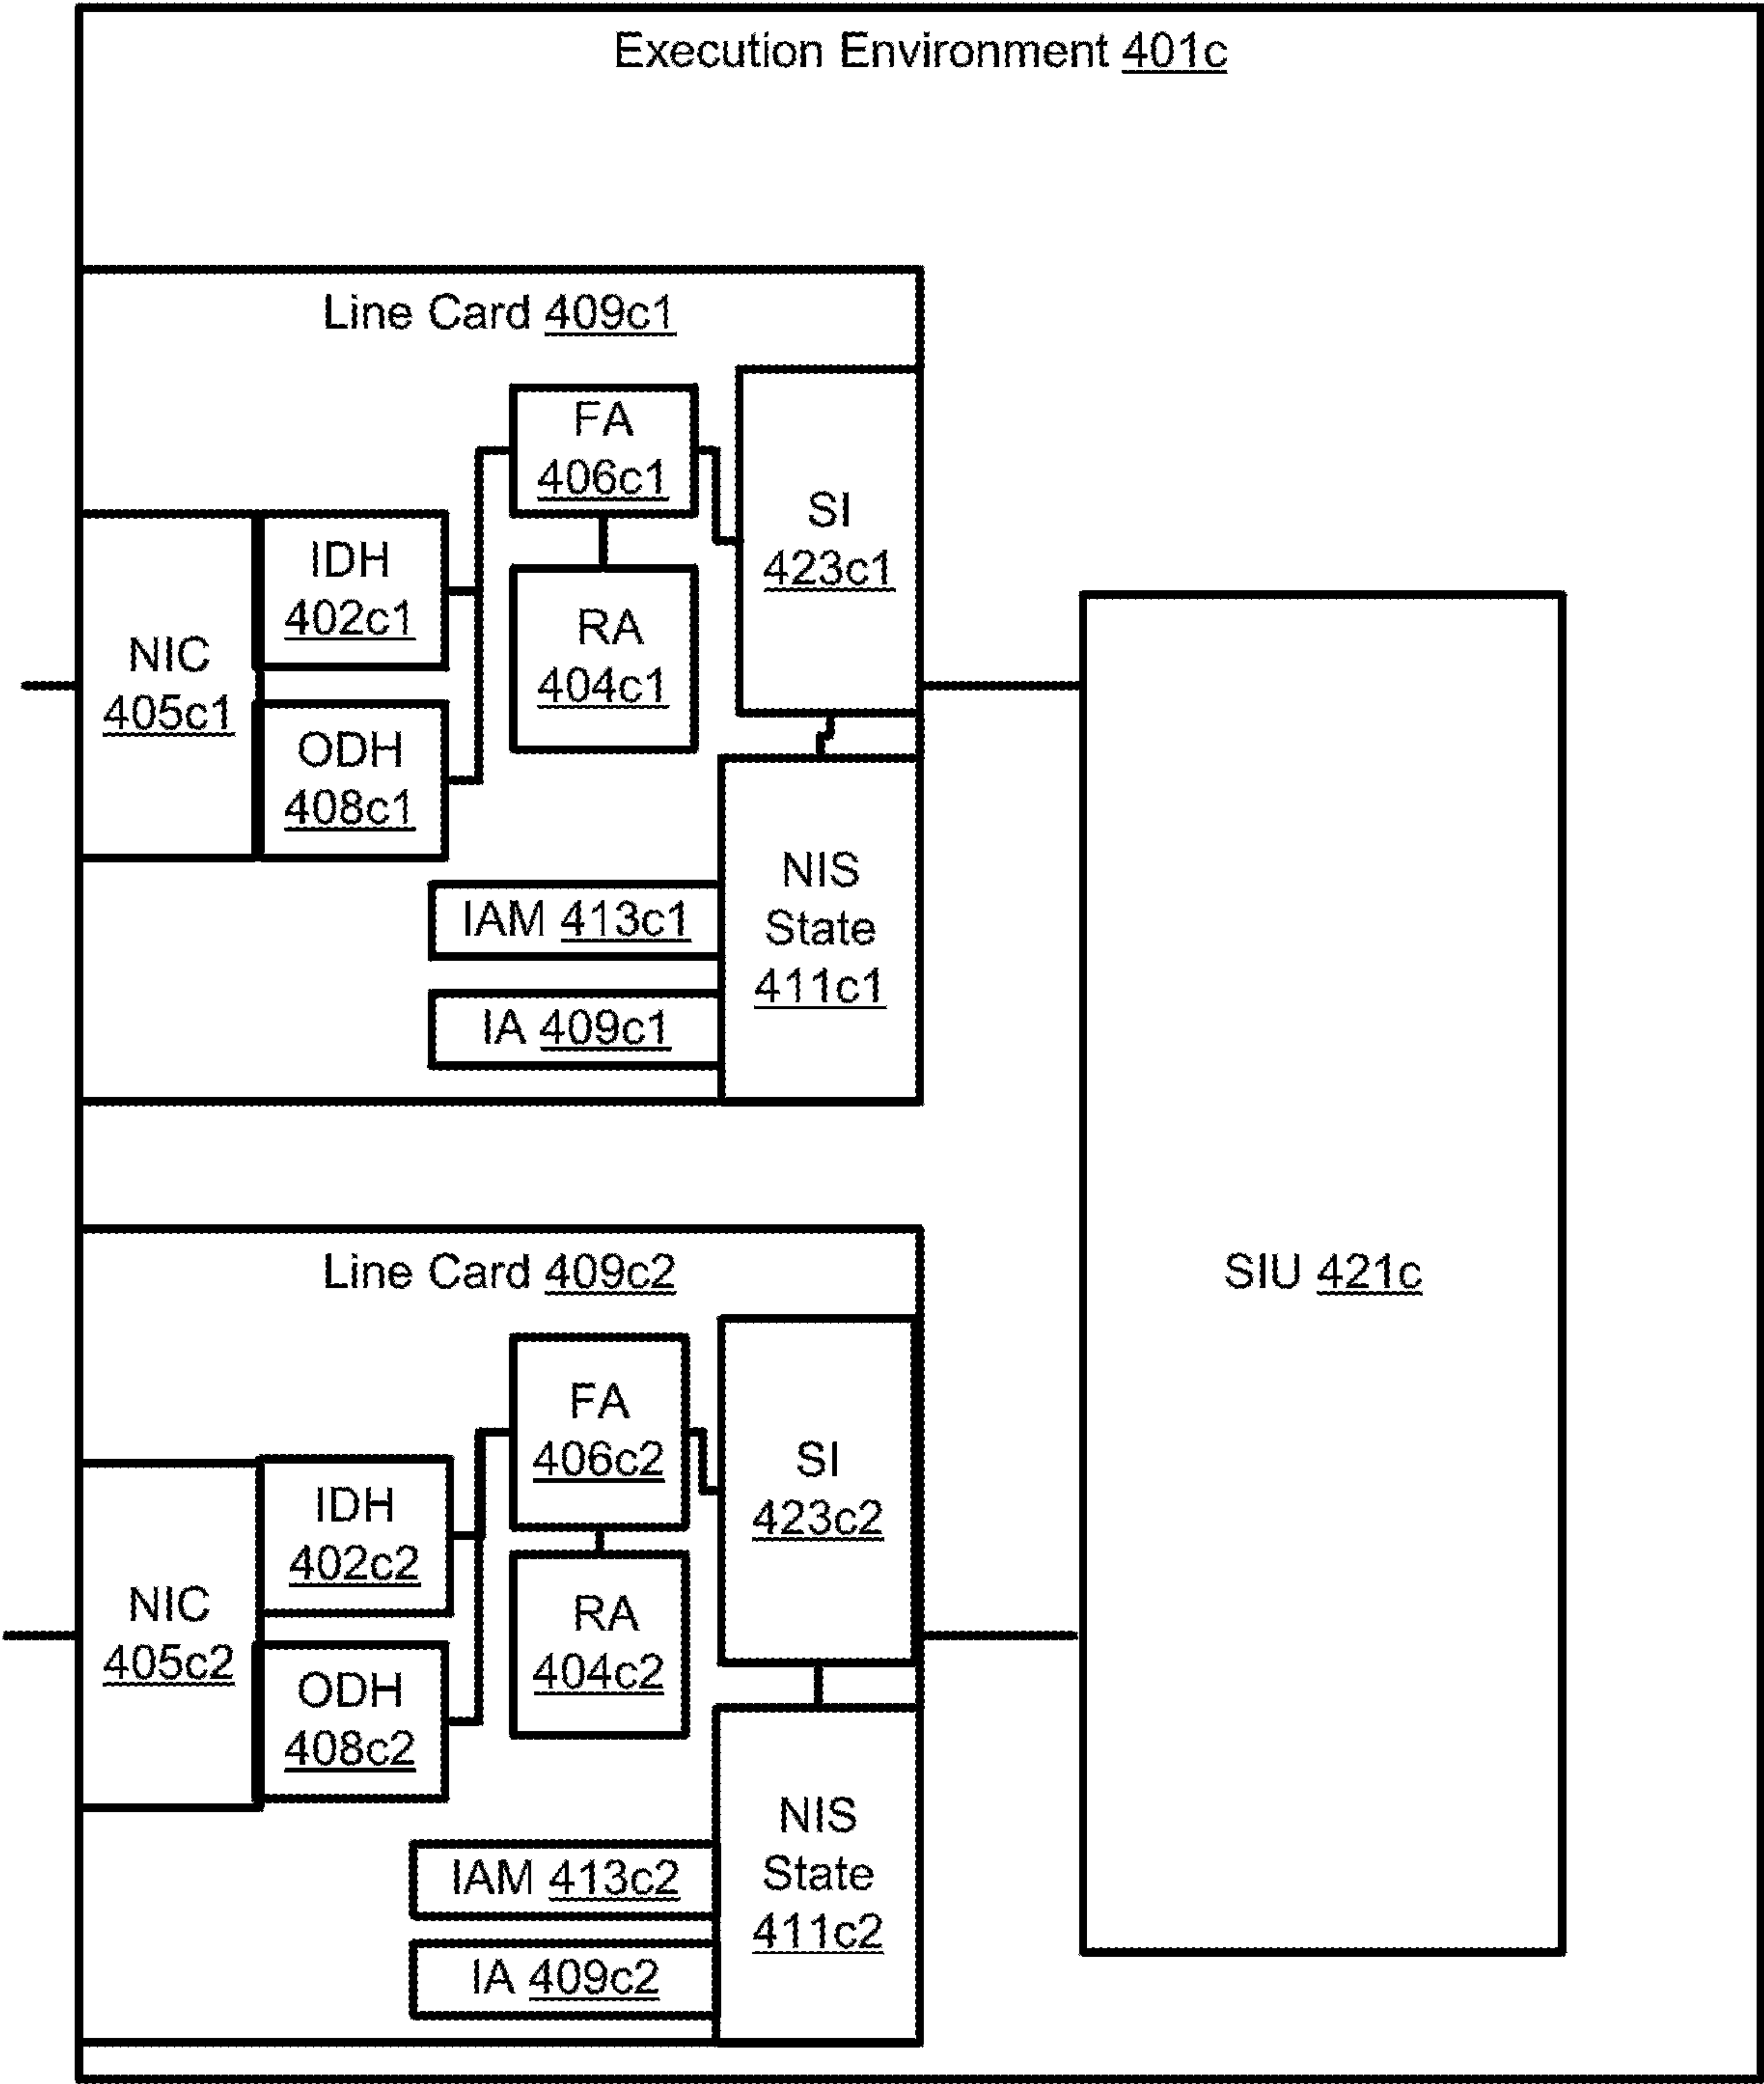 Execution Environment 401c
Line Card 409c1
FA
406c1
SI
423c1
IDH
402c1
RA
404c1
NIC
405c1
ODH
408c1
NIS
State
411c1
IAM 413c1
IA 409c1
SIU 421c
Line Card 409c2
FA
406c2
SI
423c2
IDH
402c2
RA
404c2
NIC
405c2
ODH
408c2
NIS
State
411c2
IAM 413c2
IA 409c2